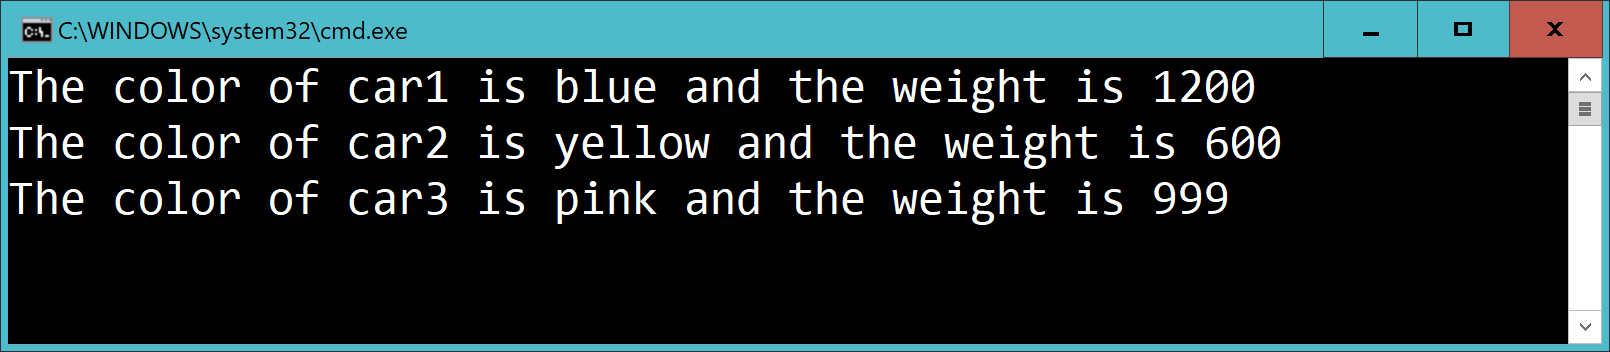 C:\WINDOWS\system32\cmd.exe
The color of car1 is blue and the weight is 1200
The color of car2 is yellow and the weight is 600
The color of car3 is pink and the weight is 999